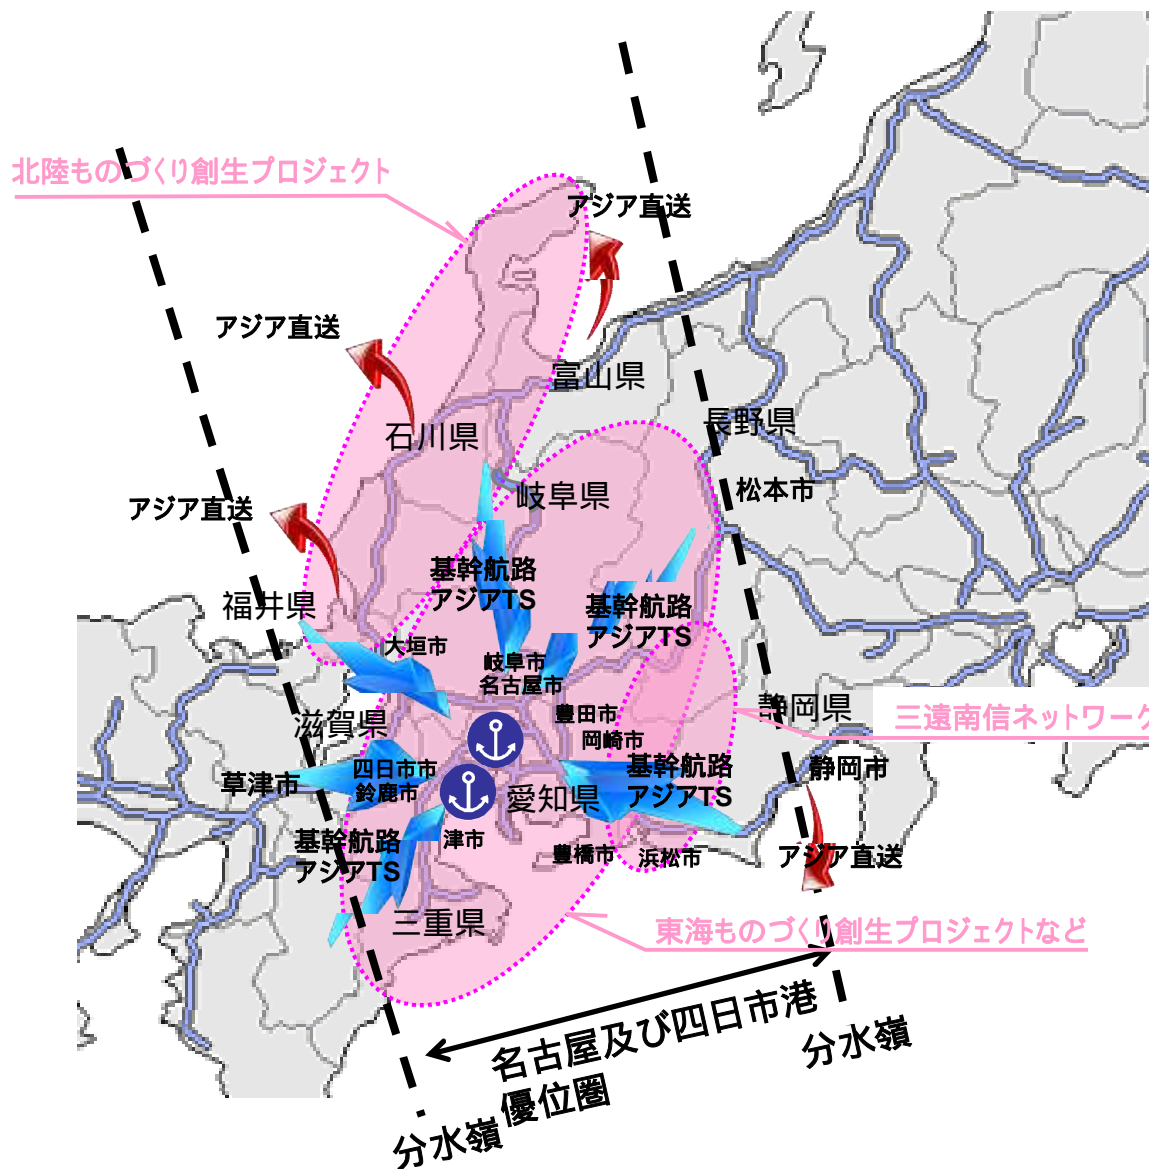 北陸ものづくり創生プロジェクト
アジア直送
アジア直送
富山県
長野県
石川県
松本市
岐阜県
アジア直送
基幹航路
アジアTS
基幹航路
アジアTS
福井県
大垣市
岐阜市
名古屋市
滋賀県
豊田市
岡崎市
静岡県
三遠南信ネットワーク
草津市
四日市市
鈴鹿市
愛知県
基幹航路
アジアTS
静岡市
基幹航路
アジアTS
津市
豊橋市
浜松市
アジア直送
三重県
東海ものづくり創生プロジェクトなど
名古屋及び四日市港
優位圏
分水嶺
分水嶺